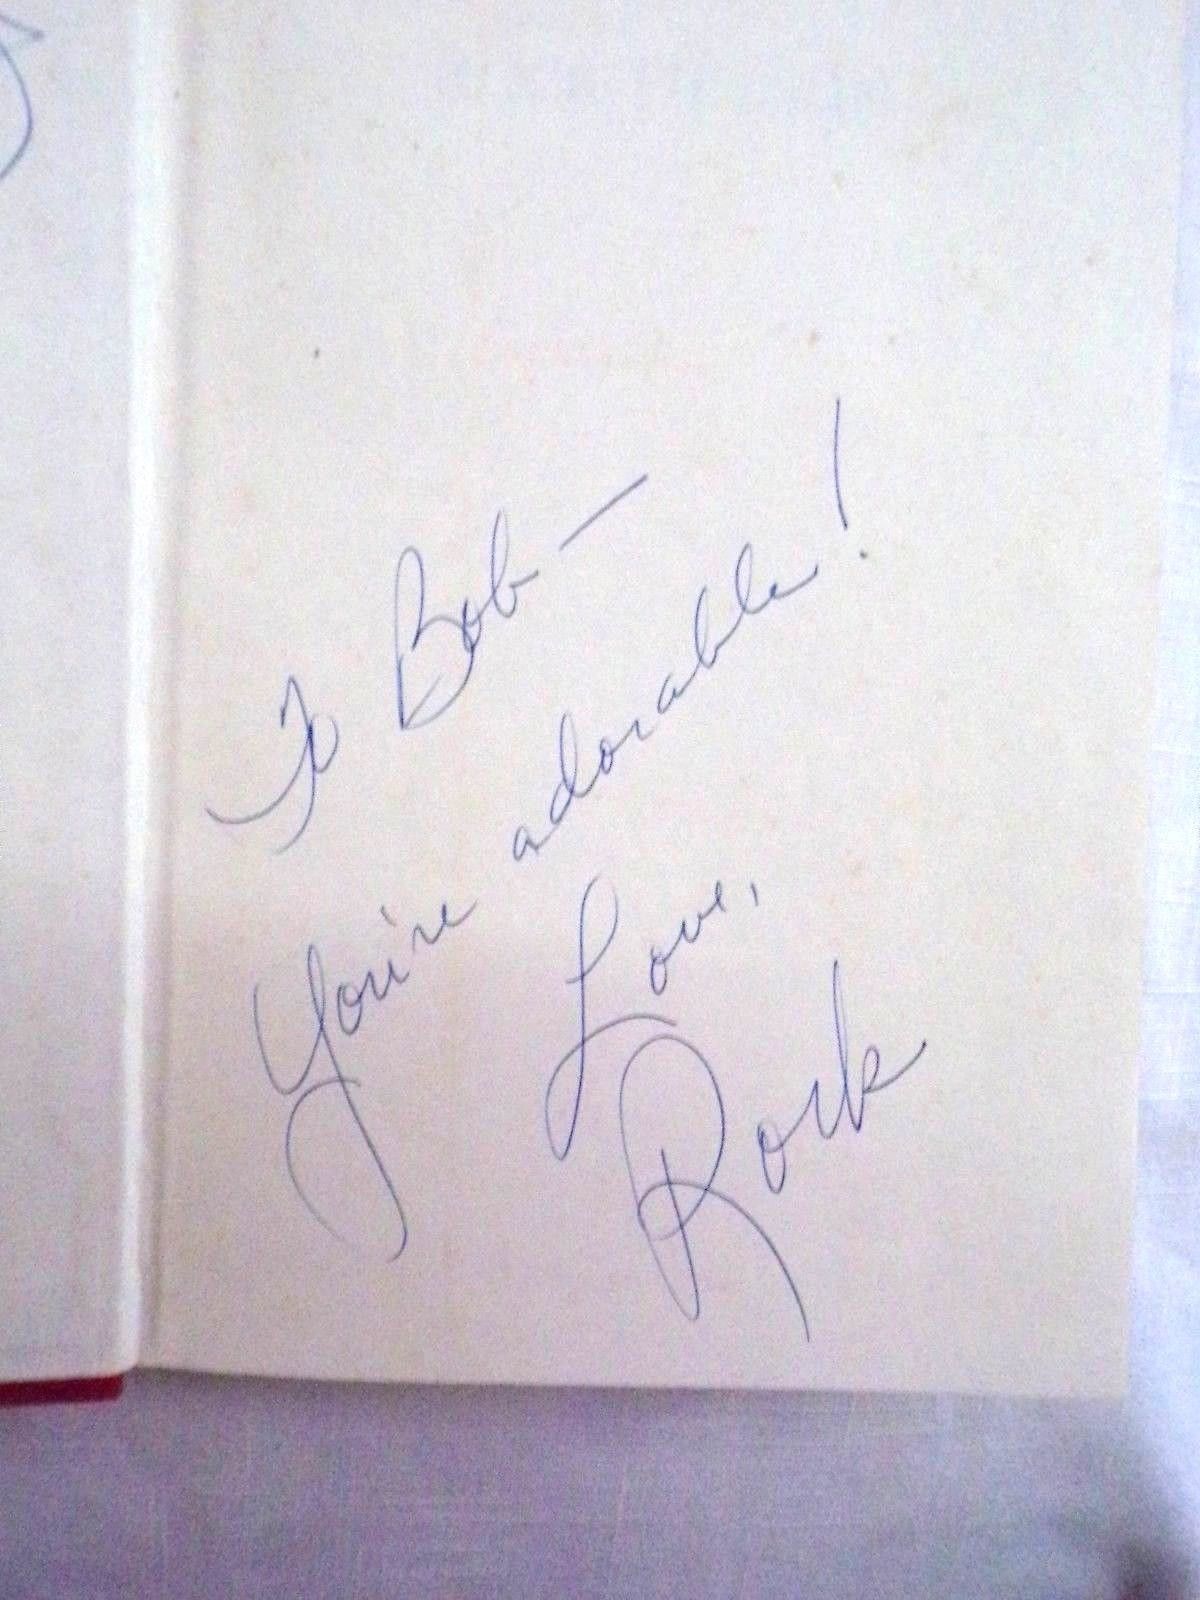 To Bob —
You're adorable!
Love,
Rock